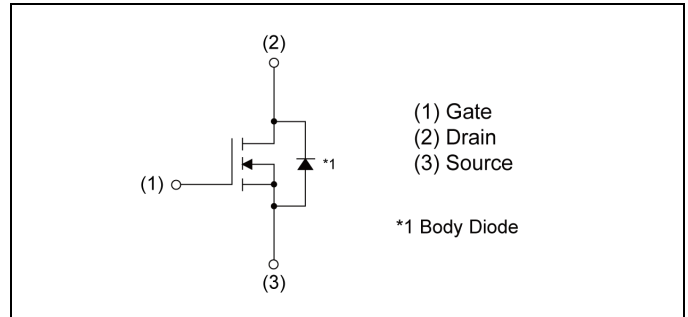 (2)
(1) Gate
(2) Drain
(3) Source
*1
(1)
*1 Body Diode
(3)